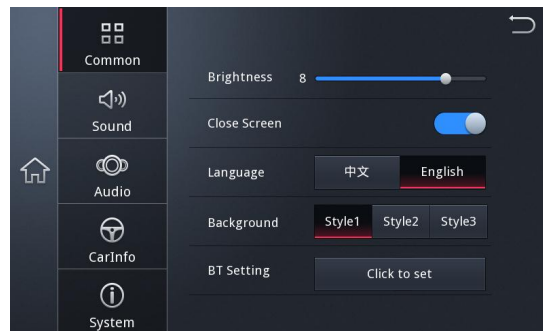 Common
Sound
Audio
CarInfo
System
Brightness 8
Close Screen
Language 中文 English
Background Style1 Style2 Style3
BT Setting Click to set